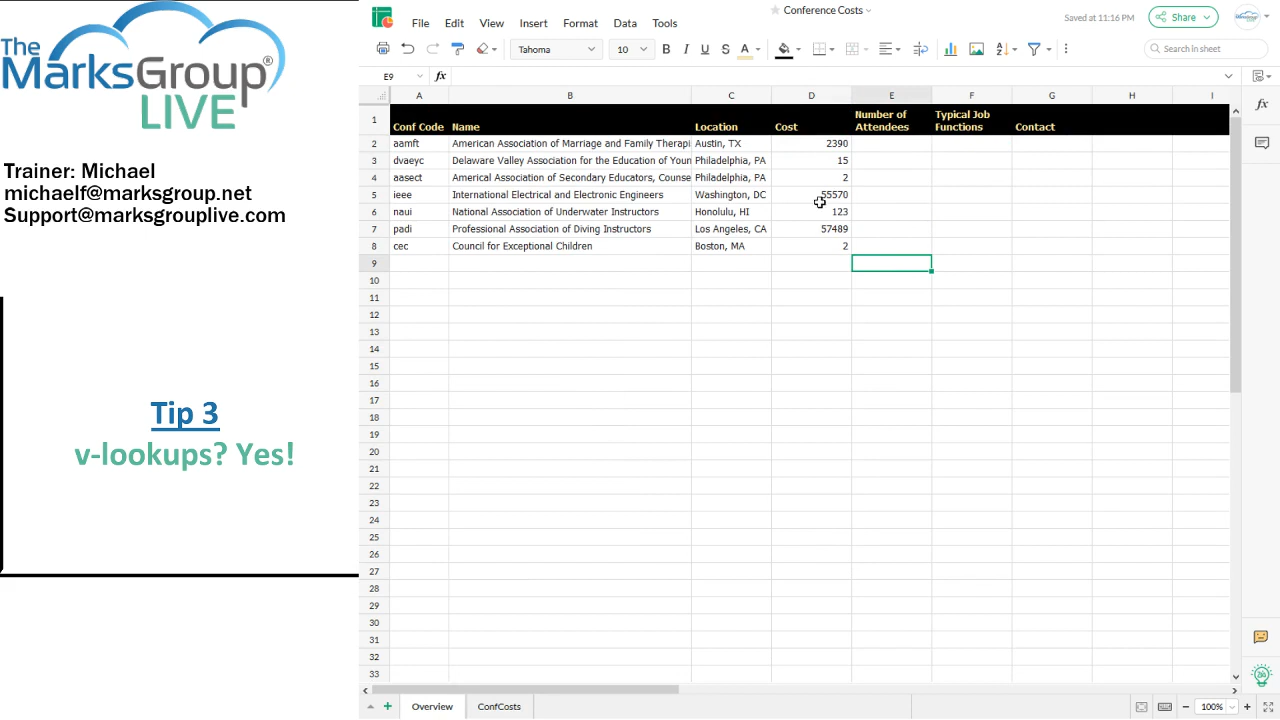 The
MarksGroup®
LIVE
Trainer: Michael
michaelf@marksgroup.net
Support@marksgrouplive.com
Tip 3
v-lookups? Yes!
Conference Costs
Saved at 11:16 PM
Share
File Edit View Insert Format Data Tools
Tahoma 10 B I U S A
Search in sheet
E9 fx
A B C D E F G H I
1 Conf Code Name Location Cost Number of Attendees Typical Job Functions Contact
2 aamft American Association of Marriage and Family Therapi Austin, TX 2390
3 dvaeyc Delaware Valley Association for the Education of Youn Philadelphia, PA 15
4 aasect Americal Association of Secondary Educators, Counse Philadelphia, PA 2
5 ieee International Electrical and Electronic Engineers Washington, DC 55570
6 naui National Association of Underwater Instructors Honolulu, HI 123
7 padi Professional Association of Diving Instructors Los Angeles, CA 57489
8 cec Council for Exceptional Children Boston, MA 2
9
10
11
12
13
14
15
16
17
18
19
20
21
22
23
24
25
26
27
28
29
30
31
32
33
Overview ConfCosts
100%